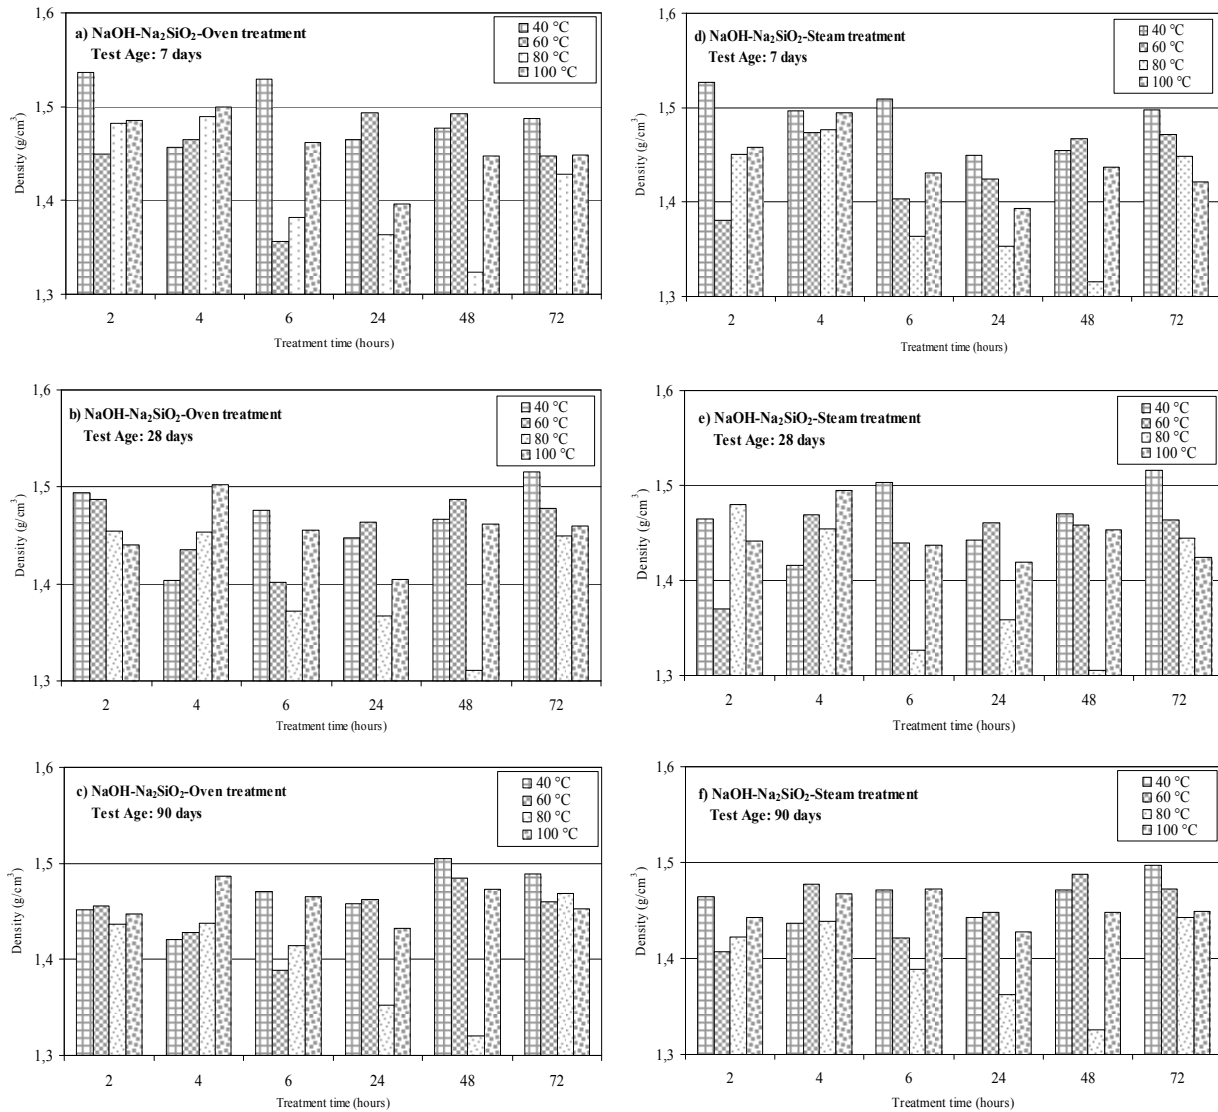 a) NaOH-Na₂SiO₂-Oven treatment
Test Age: 7 days
40 °C
60 °C
80 °C
100 °C
1,6
1,5
1,4
1,3
Density (g/cm³)
2 4 6 24 48 72
Treatment time (hours)
d) NaOH-Na₂SiO₂-Steam treatment
Test Age: 7 days
40 °C
60 °C
80 °C
100 °C
1,6
1,5
1,4
1,3
Density (g/cm³)
2 4 6 24 48 72
Treatment time (hours)
b) NaOH-Na₂SiO₂-Oven treatment
Test Age: 28 days
40 °C
60 °C
80 °C
100 °C
1,6
1,5
1,4
1,3
Density (g/cm³)
2 4 6 24 48 72
Treatment time (hours)
e) NaOH-Na₂SiO₂-Steam treatment
Test Age: 28 days
40 °C
60 °C
80 °C
100 °C
1,6
1,5
1,4
1,3
Density (g/cm³)
2 4 6 24 48 72
Treatment time (hours)
c) NaOH-Na₂SiO₂-Oven treatment
Test Age: 90 days
40 °C
60 °C
80 °C
100 °C
1,6
1,5
1,4
1,3
Density (g/cm³)
2 4 6 24 48 72
Treatment time (hours)
f) NaOH-Na₂SiO₂-Steam treatment
Test Age: 90 days
40 °C
60 °C
80 °C
100 °C
1,6
1,5
1,4
1,3
Density (g/cm³)
2 4 6 24 48 72
Treatment time (hours)